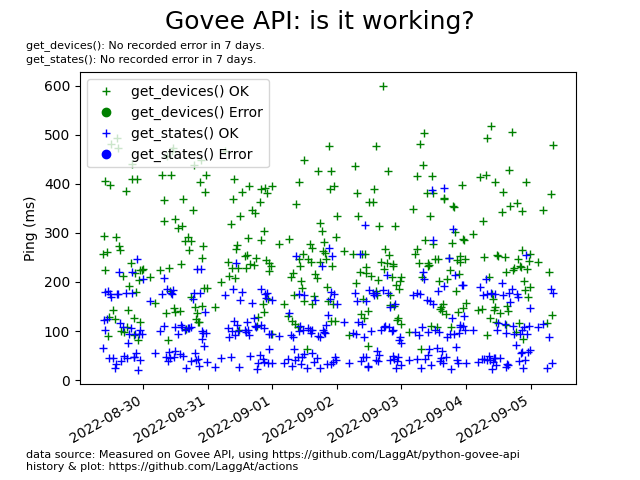 Govee API: is it working?
get_devices(): No recorded error in 7 days.
get_states(): No recorded error in 7 days.
get_devices() OK
get_devices() Error
get_states() OK
get_states() Error
Ping (ms)
600
500
400
300
200
100
0
2022-08-30
2022-08-31
2022-09-01
2022-09-02
2022-09-03
2022-09-04
2022-09-05
data source: Measured on Govee API, using https://github.com/LaggAt/python-govee-api
history & plot: https://github.com/LaggAt/actions